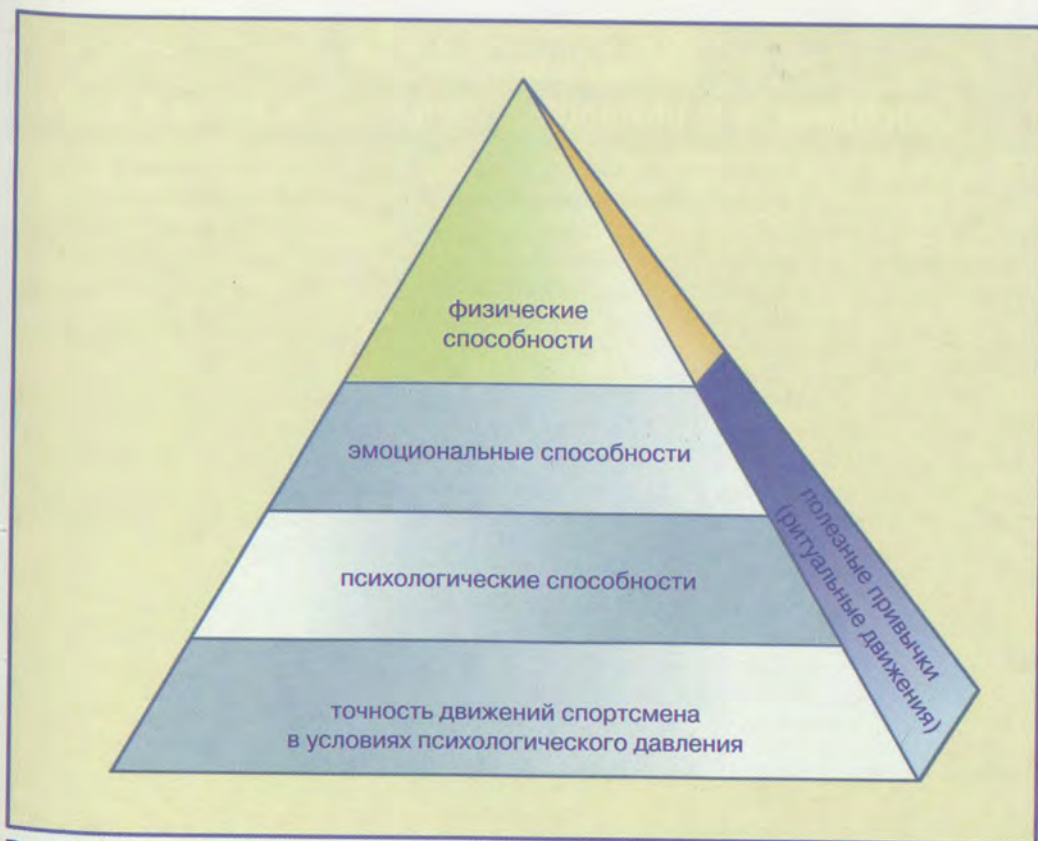 физические
способности
эмоциональные способности
психологические способности
точность движений спортсмена
в условиях психологического давления
полезные привычки
(ритуальные движения)